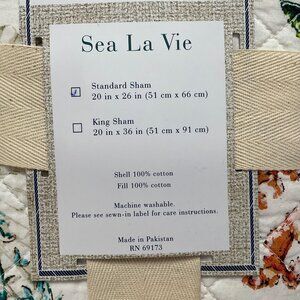 Sea La Vie
☑ Standard Sham
20 in x 26 in (51 cm x 66 cm)
☐ King Sham
20 in x 36 in (51 cm x 91 cm)
Shell 100% cotton
Fill 100% cotton
Machine washable.
Please see sewn-in label for care instructions.
Made in Pakistan
RN 69173